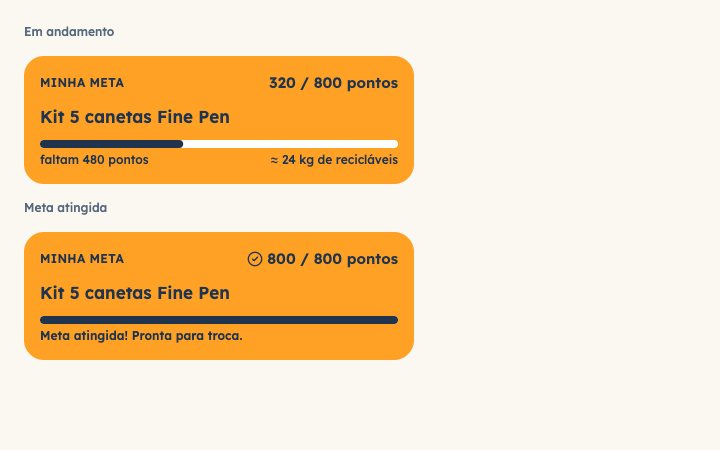 Em andamento
MINHA META
320 / 800 pontos
Kit 5 canetas Fine Pen
faltam 480 pontos
≈ 24 kg de recicláveis
Meta atingida
MINHA META
800 / 800 pontos
Kit 5 canetas Fine Pen
Meta atingida! Pronta para troca.